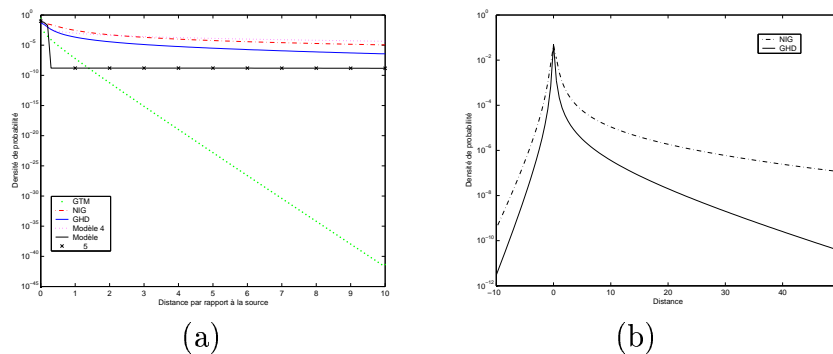 10^0
10^-5
10^-10
10^-15
10^-20
10^-25
10^-30
10^-35
10^-40
10^-45
Densité de probabilité
GTM
NIG
GHD
Modèle 4
Modèle
5
0 1 2 3 4 5 6 7 8 9 10
Distance par rapport à la source
(a)
10^0
10^-2
10^-4
10^-6
10^-8
10^-10
10^-12
Densité de probabilité
NIG
GHD
-10 0 10 20 30 40
Distance
(b)